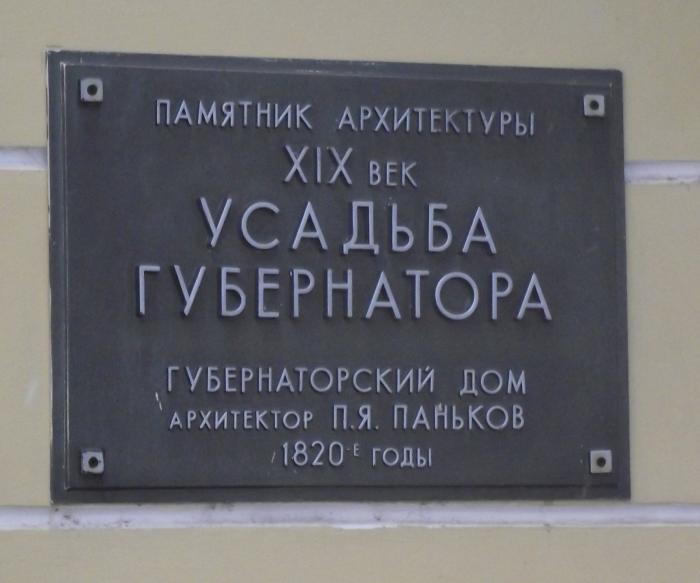 ПАМЯТНИК АРХИТЕКТУРЫ
XIX ВЕК
УСАДЬБА
ГУБЕРНАТОРА
ГУБЕРНАТОРСКИЙ ДОМ
АРХИТЕКТОР П.Я. ПАНЬКОВ
1820-Е ГОДЫ